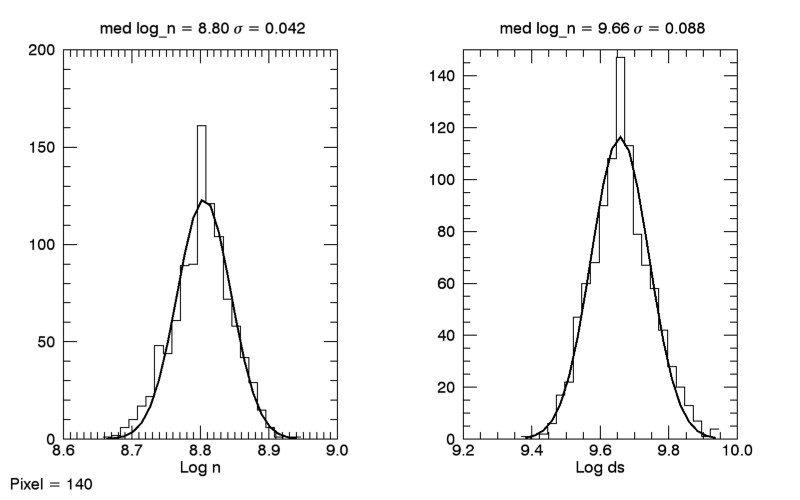 med log_n = 8.80 σ = 0.042
med log_n = 9.66 σ = 0.088
200
150
100
50
0
8.6 8.7 8.8 8.9 9.0
Log n
140
120
100
80
60
40
20
0
9.2 9.4 9.6 9.8 10.0
Log ds
Pixel = 140